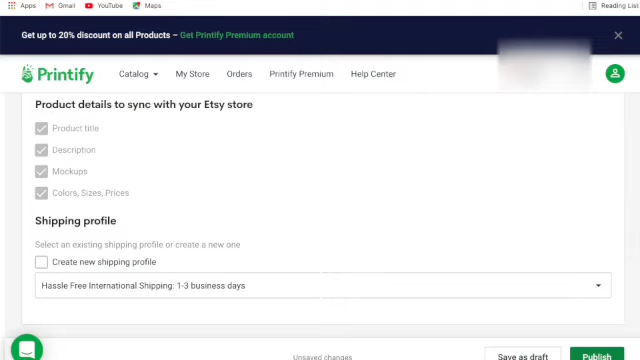 Apps Gmail YouTube Maps Reading List
Get up to 20% discount on all Products – Get Printify Premium account
Printify Catalog My Store Orders Printify Premium Help Center
Product details to sync with your Etsy store
Product title
Description
Mockups
Colors, Sizes, Prices
Shipping profile
Select an existing shipping profile or create a new one
Create new shipping profile
Hassle Free International Shipping: 1-3 business days
Unsaved changes Save as draft Publish